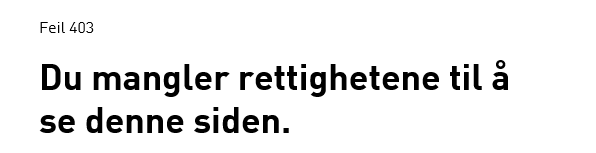 Feil 403
Du mangler rettighetene til å
se denne siden.